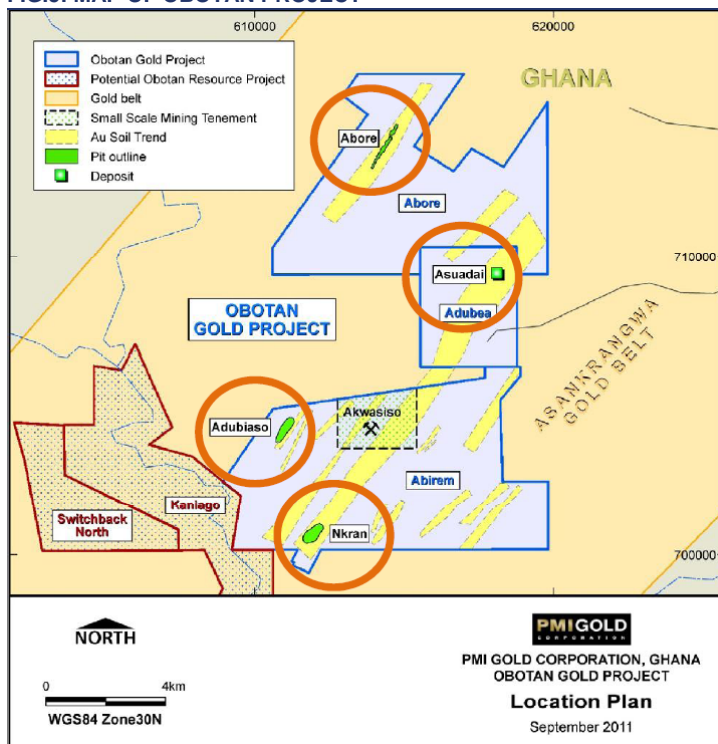 610000
620000
Obotan Gold Project
Potential Obotan Resource Project
Gold belt
Small Scale Mining Tenement
Au Soil Trend
Pit outline
Deposit
GHANA
Abore
Abore
710000
Asuadai
Adubea
OBOTAN
GOLD PROJECT
ASANKRANGWA
GOLD BELT
Adubiaso
Akwasiso
Abirem
Kaniago
Switchback
North
Nkran
700000
NORTH
0 4km
WGS84 Zone30N
PMIGOLD
CORPORATION
PMI GOLD CORPORATION, GHANA
OBOTAN GOLD PROJECT
Location Plan
September 2011